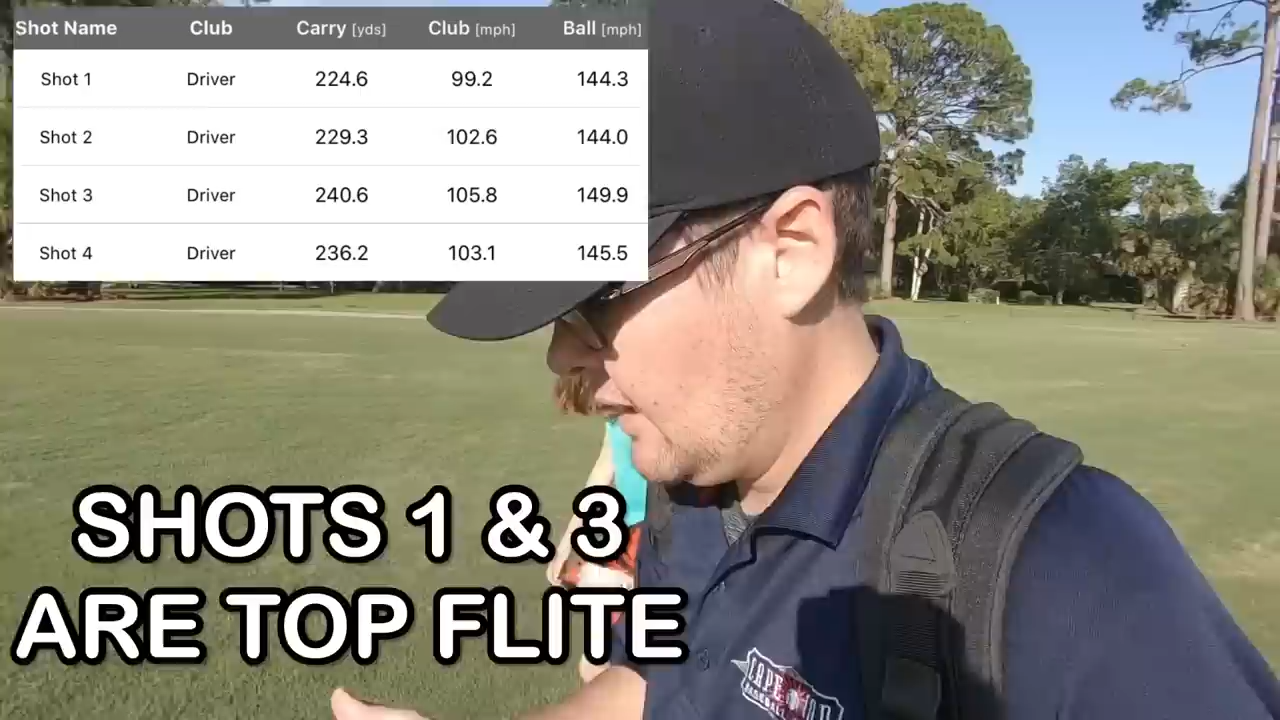 Shot Name Club Carry [yds] Club [mph] Ball [mph]
Shot 1 Driver 224.6 99.2 144.3
Shot 2 Driver 229.3 102.6 144.0
Shot 3 Driver 240.6 105.8 149.9
Shot 4 Driver 236.2 103.1 145.5
SHOTS 1 & 3
ARE TOP FLITE
CAPE
BASEBALL